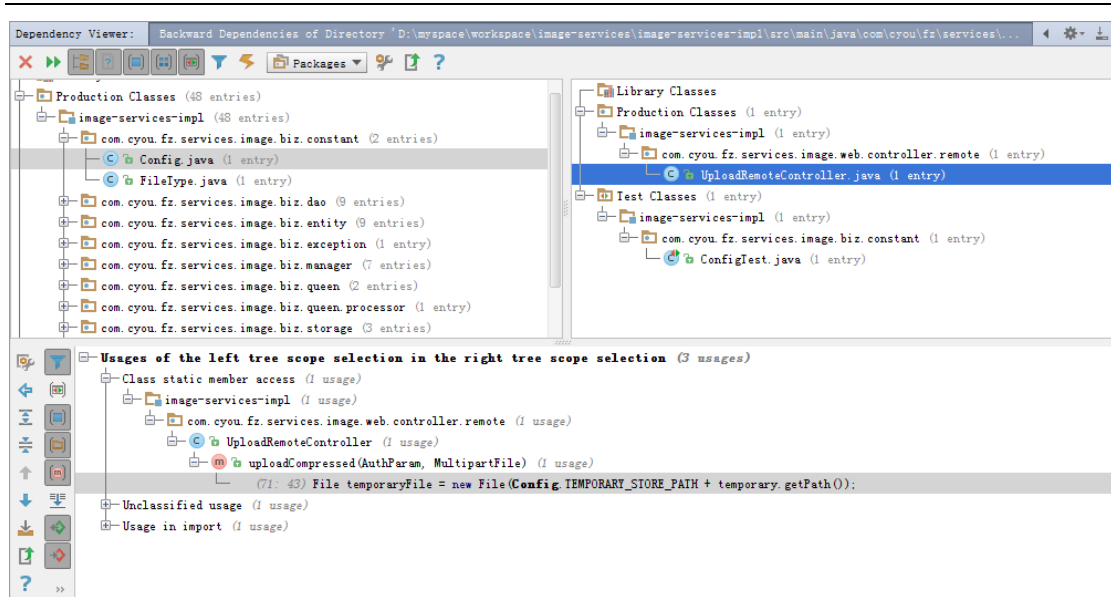 Dependency Viewer: Backward Dependencies of Directory 'D:\myspace\workspace\image-services\image-services-impl\src\main\java\com\cyou\fz\services\...
Packages
Production Classes (48 entries)
image-services-impl (48 entries)
com.cyou.fz.services.image.biz.constant (2 entries)
Config.java (1 entry)
FileType.java (1 entry)
com.cyou.fz.services.image.biz.dao (9 entries)
com.cyou.fz.services.image.biz.entity (9 entries)
com.cyou.fz.services.image.biz.exception (1 entry)
com.cyou.fz.services.image.biz.manager (7 entries)
com.cyou.fz.services.image.biz.queen (2 entries)
com.cyou.fz.services.image.biz.queen.processor (1 entry)
com.cyou.fz.services.image.biz.storage (3 entries)
Library Classes
Production Classes (1 entry)
image-services-impl (1 entry)
com.cyou.fz.services.image.web.controller.remote (1 entry)
UploadRemoteController.java (1 entry)
Test Classes (1 entry)
image-services-impl (1 entry)
com.cyou.fz.services.image.biz.constant (1 entry)
ConfigTest.java (1 entry)
Usages of the left tree scope selection in the right tree scope selection (3 usages)
Class static member access (1 usage)
image-services-impl (1 usage)
com.cyou.fz.services.image.web.controller.remote (1 usage)
UploadRemoteController (1 usage)
uploadCompressed(AuthParam, MultipartFile) (1 usage)
(71: 43) File temporaryFile = new File(Config.TEMPORARY_STORE_PATH + temporary.getPath());
Unclassified usage (1 usage)
Usage in import (1 usage)